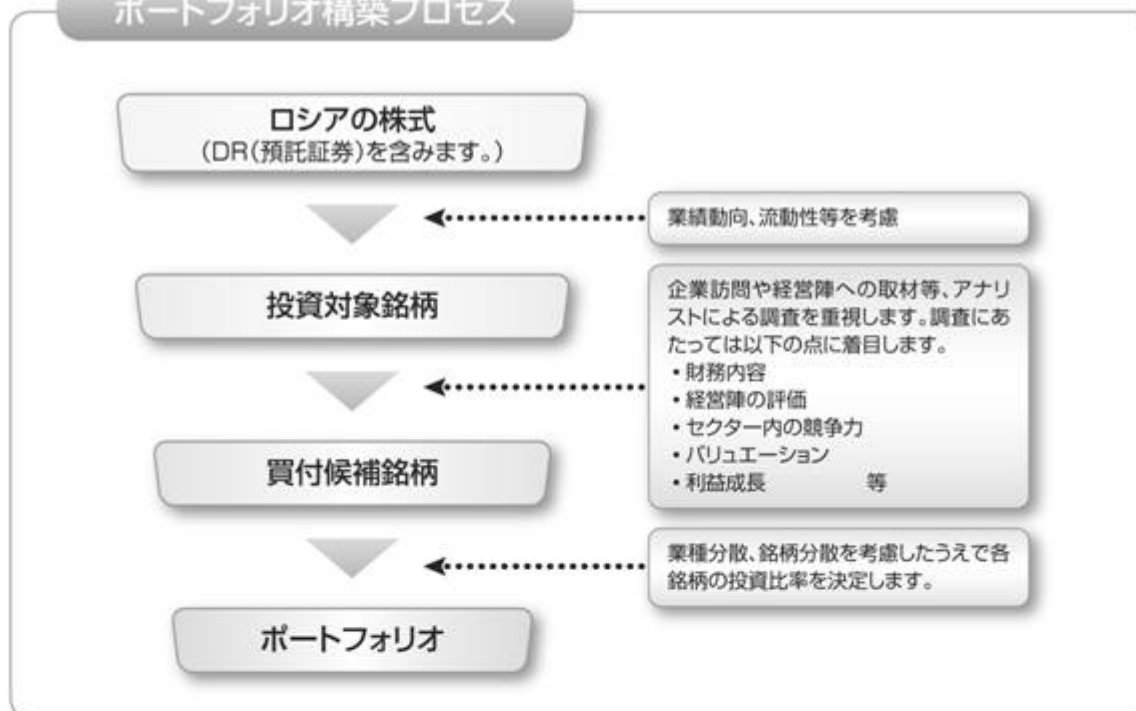 ポートフォリオ構築プロセス
ロシアの株式
(DR(預託証券)を含みます。)
業績動向、流動性等を考慮
投資対象銘柄
企業訪問や経営陣への取材等、アナリ
ストによる調査を重視します。調査にあ
たっては以下の点に着目します。
・財務内容
・経営陣の評価
・セクター内の競争力
・バリュエーション
・利益成長 等
買付候補銘柄
業種分散、銘柄分散を考慮したうえで各
銘柄の投資比率を決定します。
ポートフォリオ